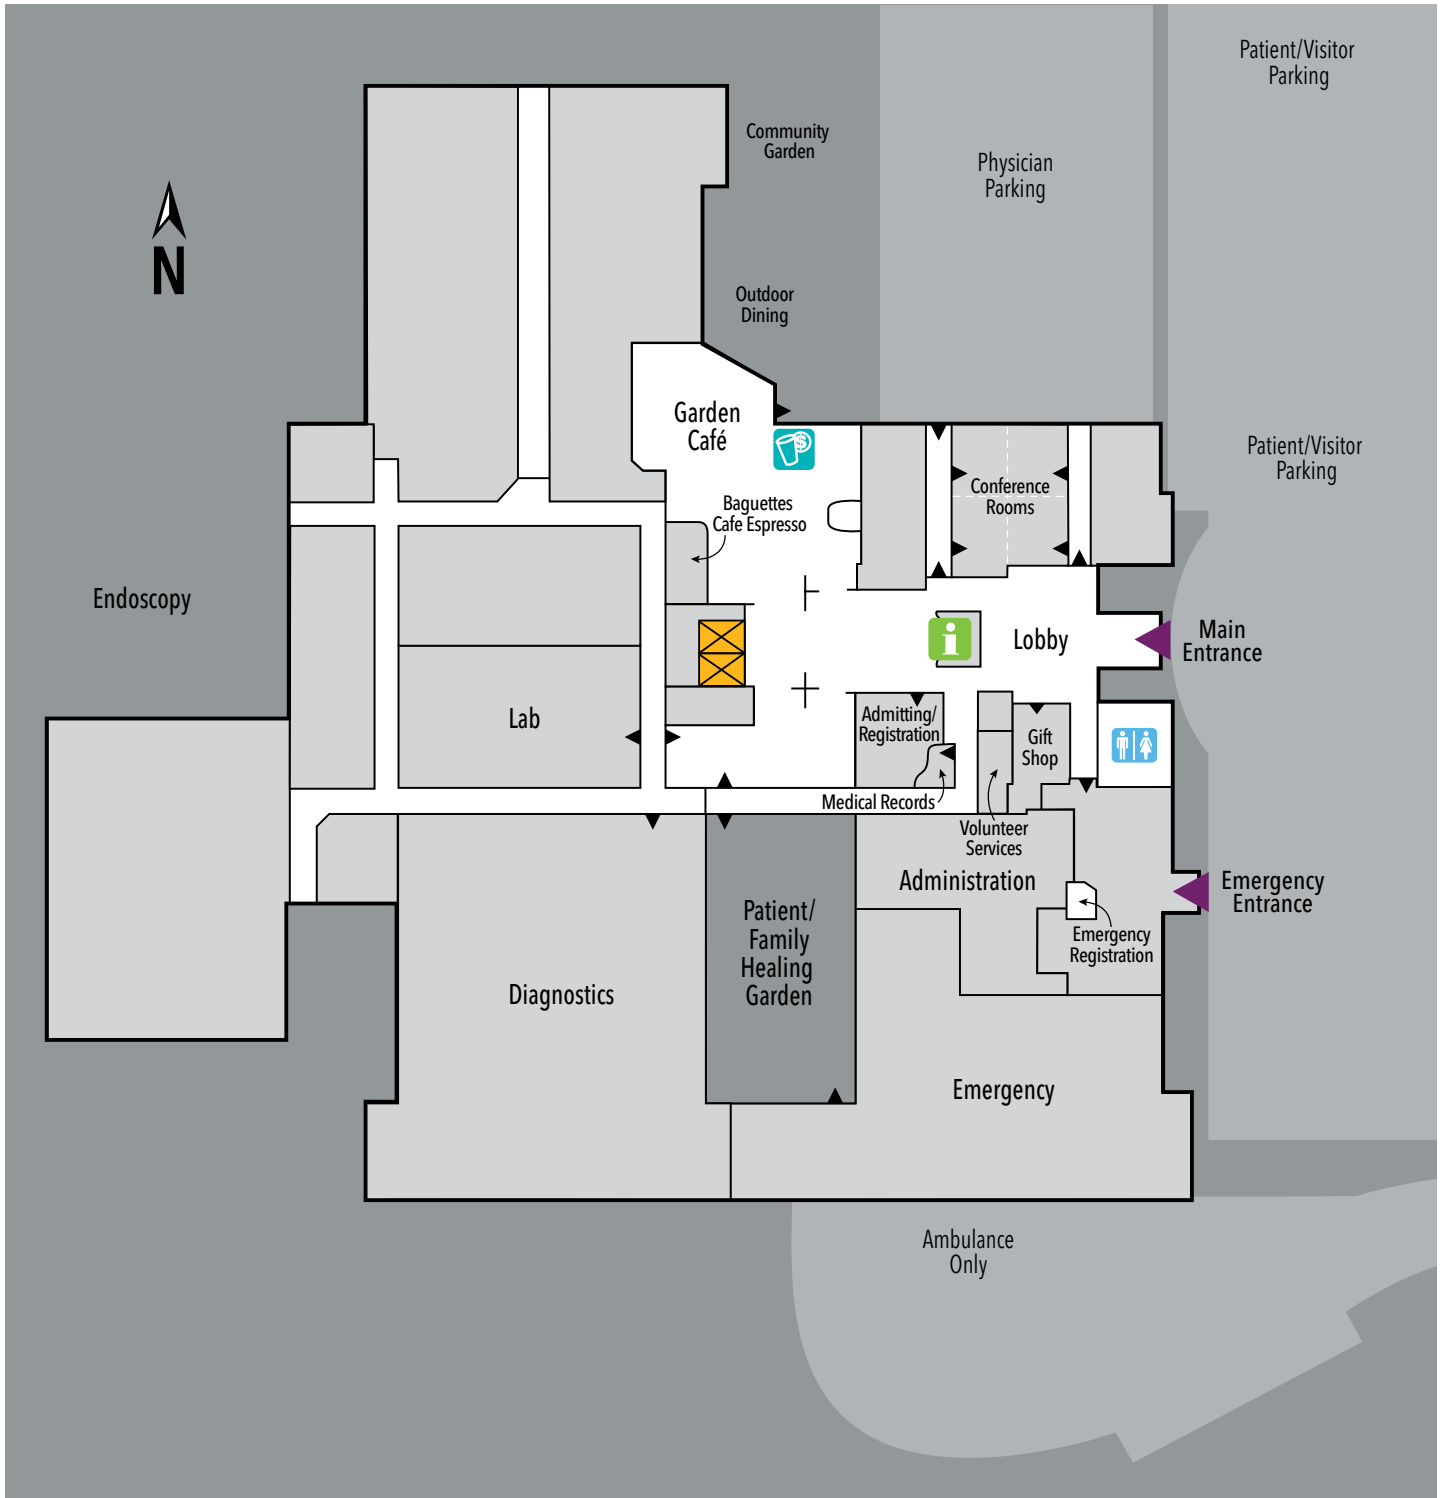 Patient/Visitor
Parking
Community
Garden
Physician
Parking
N
Outdoor
Dining
Garden
Café
$
Patient/Visitor
Parking
Conference
Rooms
Baguettes
Cafe Espresso
Endoscopy
i
Lobby
Main
Entrance
Lab
Admitting/
Registration
Gift
Shop
Medical Records
Volunteer
Services
Administration
Emergency
Entrance
Patient/
Family
Healing
Garden
Emergency
Registration
Diagnostics
Emergency
Ambulance
Only